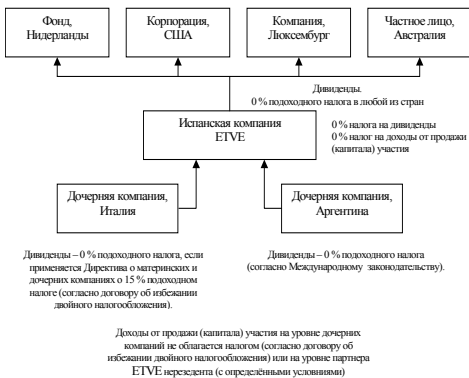 Фонд,
Нидерланды
Корпорация,
США
Компания,
Люксембург
Частное лицо,
Австралия
Дивиденды.
0 % подоходного налога в любой из стран
Испанская компания
ETVE
0 % налога на дивиденды
0 % налог на доходы от продажи
(капитала) участия
Дочерняя компания,
Италия
Дочерняя компания,
Аргентина
Дивиденды – 0 % подоходного налога, если
применяется Директива о материнских и
дочерних компаниях о 15 % подоходном
налоге (согласно договору об избежании
двойного налогообложения).
Дивиденды – 0 % подоходного налога
(согласно Международному законодательству).
Доходы от продажи (капитала) участия на уровне дочерних
компаний не облагается налогом (согласно договору об
избежании двойного налогообложения) или на уровне партнера
ETVE нерезидента (с определёнными условиями)